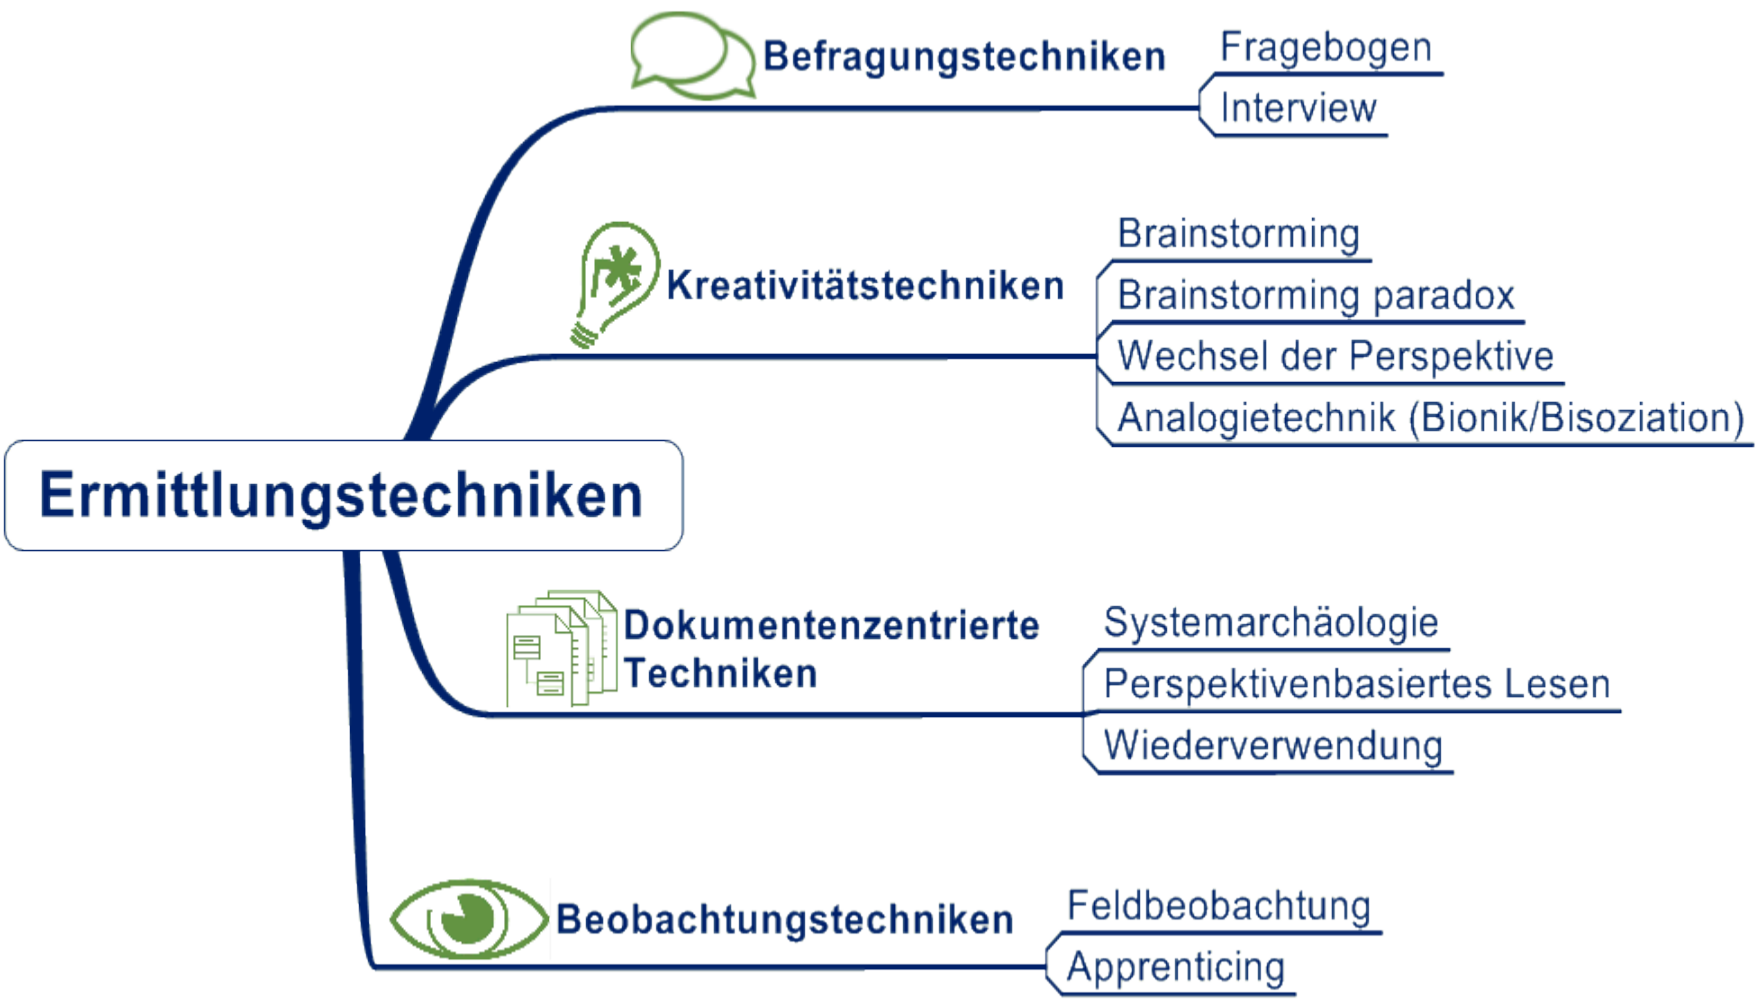 Befragungstechniken
Fragebogen
Interview
Kreativitätstechniken
Brainstorming
Brainstorming paradox
Wechsel der Perspektive
Analogietechnik (Bionik/Bisoziation)
Ermittlungstechniken
Dokumentenzentrierte
Techniken
Systemarchäologie
Perspektivenbasiertes Lesen
Wiederverwendung
Beobachtungstechniken
Feldbeobachtung
Apprenticing